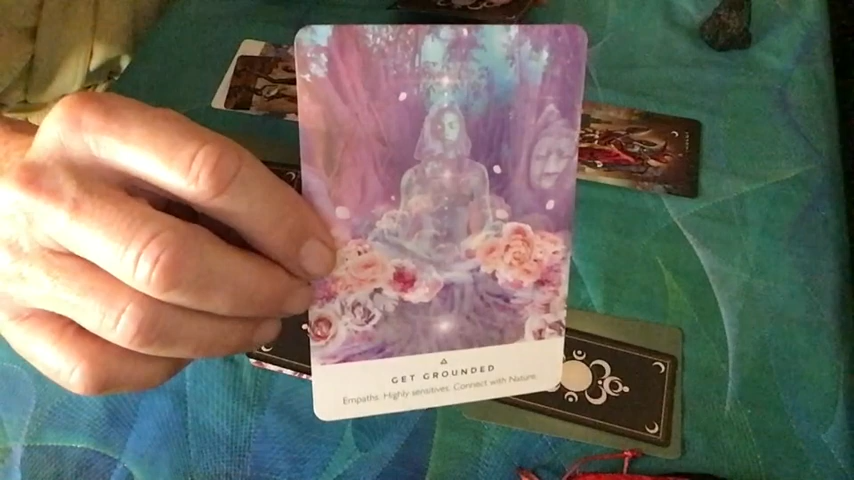 GET GROUNDED
Empaths. Highly sensitives. Connect with Nature.